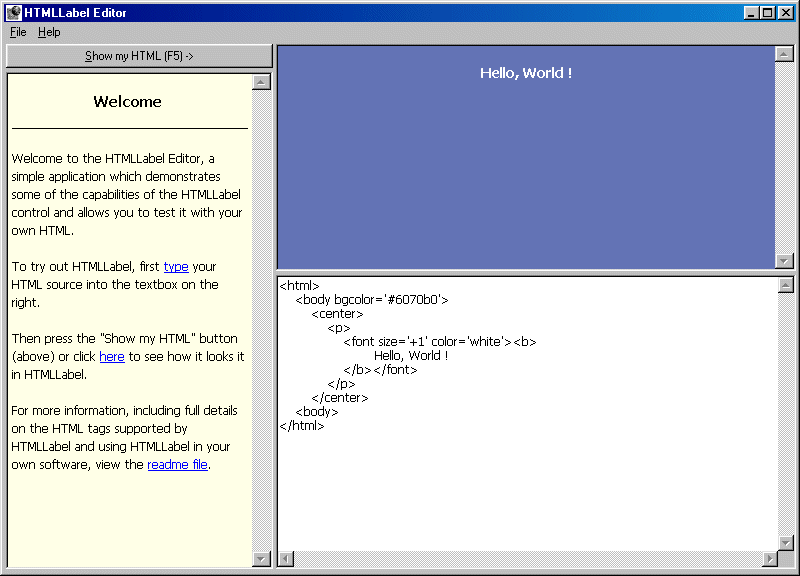 HTMLLabel Editor
File Help
Show my HTML (F5) ->
Welcome
Welcome to the HTMLLabel Editor, a
simple application which demonstrates
some of the capabilities of the HTMLLabel
control and allows you to test it with your
own HTML.
To try out HTMLLabel, first type your
HTML source into the textbox on the
right.
Then press the "Show my HTML" button
(above) or click here to see how it looks it
in HTMLLabel.
For more information, including full details
on the HTML tags supported by
HTMLLabel and using HTMLLabel in your
own software, view the readme file.
Hello, World !
<html>
<body bgcolor='#6070b0'>
<center>
<p>
<font size='+1' color='white'><b>
Hello, World !
</b></font>
</p>
</center>
<body>
</html>